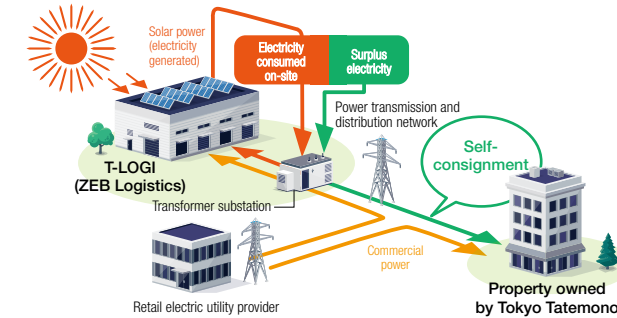 Solar power
(electricity
generated)
Electricity
consumed
on-site
Surplus
electricity
Power transmission and
distribution network
Self-
consignment
T-LOGI
(ZEB Logistics)
Transformer substation
Commercial
power
Retail electric utility provider
Property owned
by Tokyo Tatemono